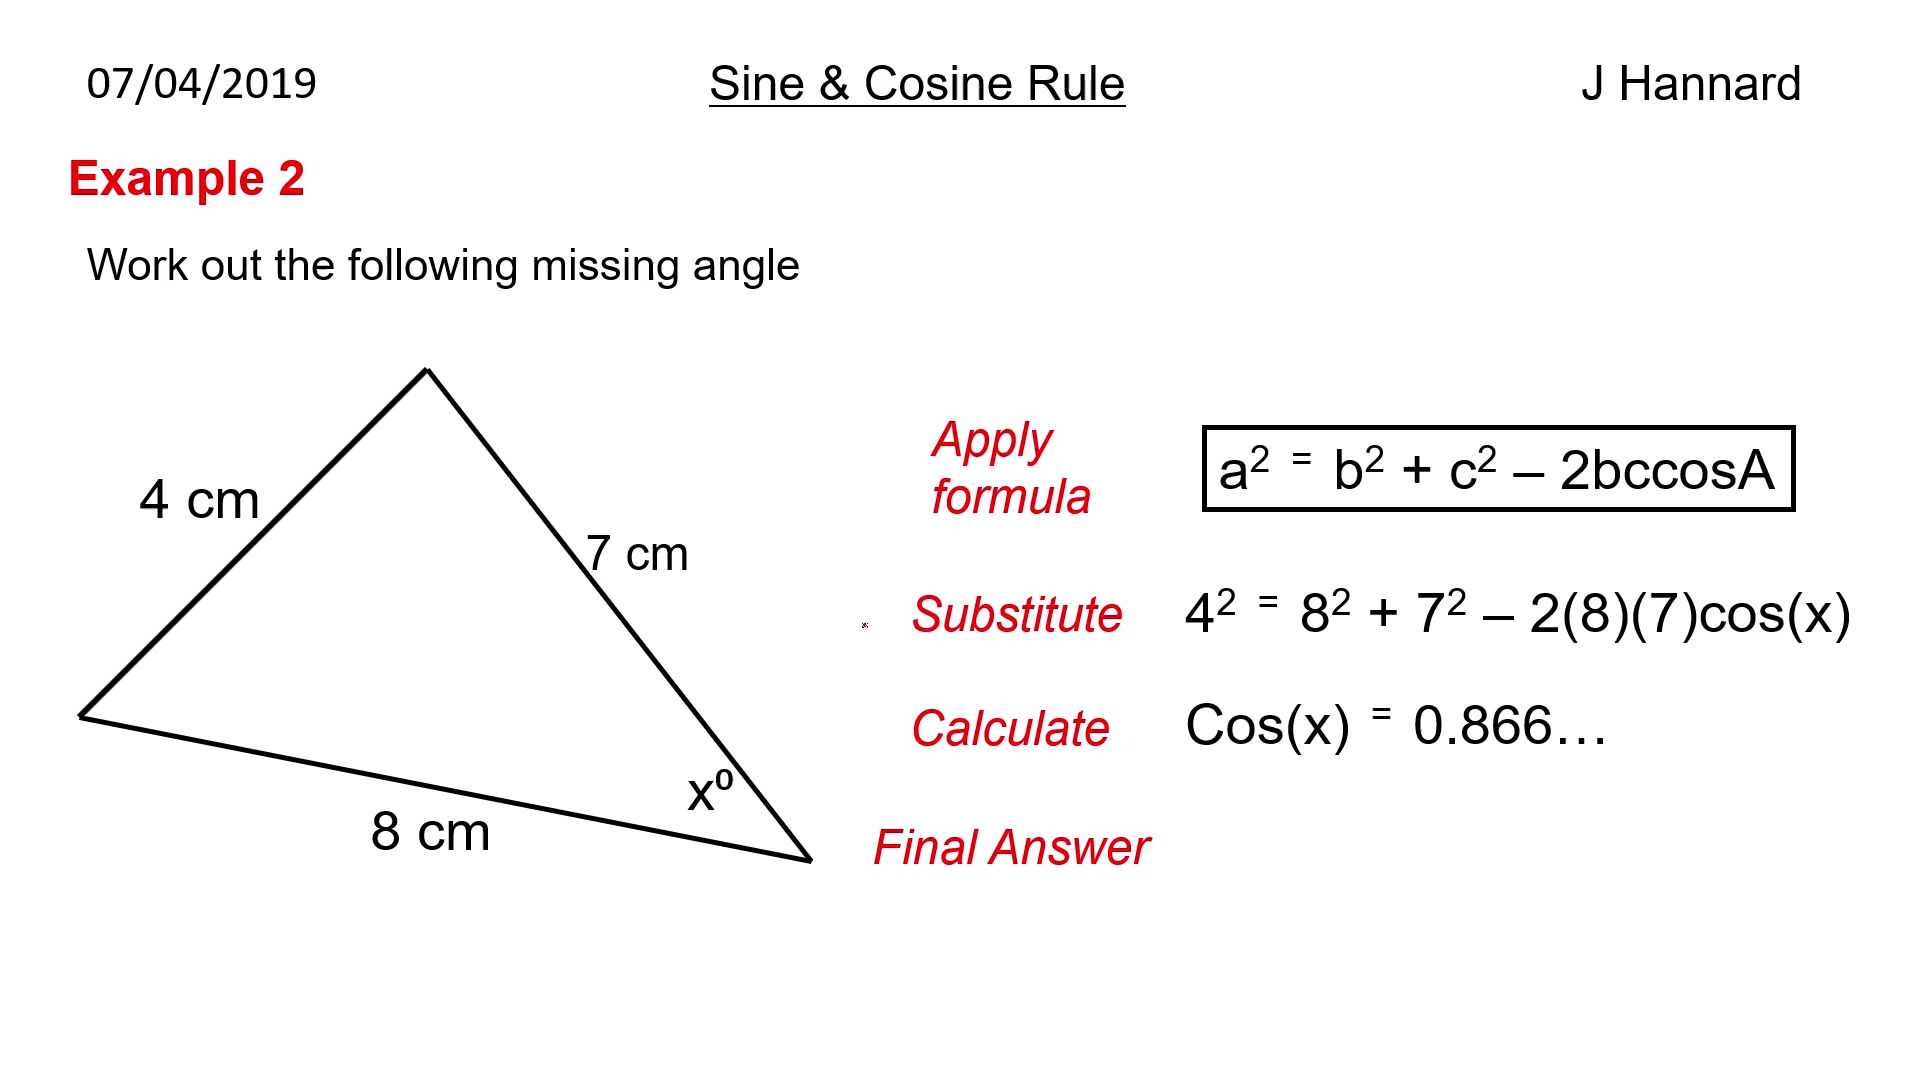 07/04/2019
Sine & Cosine Rule
J Hannard
Example 2
Work out the following missing angle
4 cm
7 cm
8 cm
x⁰
Apply
formula
a² = b² + c² – 2bccosA
Substitute
4² = 8² + 7² – 2(8)(7)cos(x)
Calculate
Cos(x) = 0.866…
Final Answer